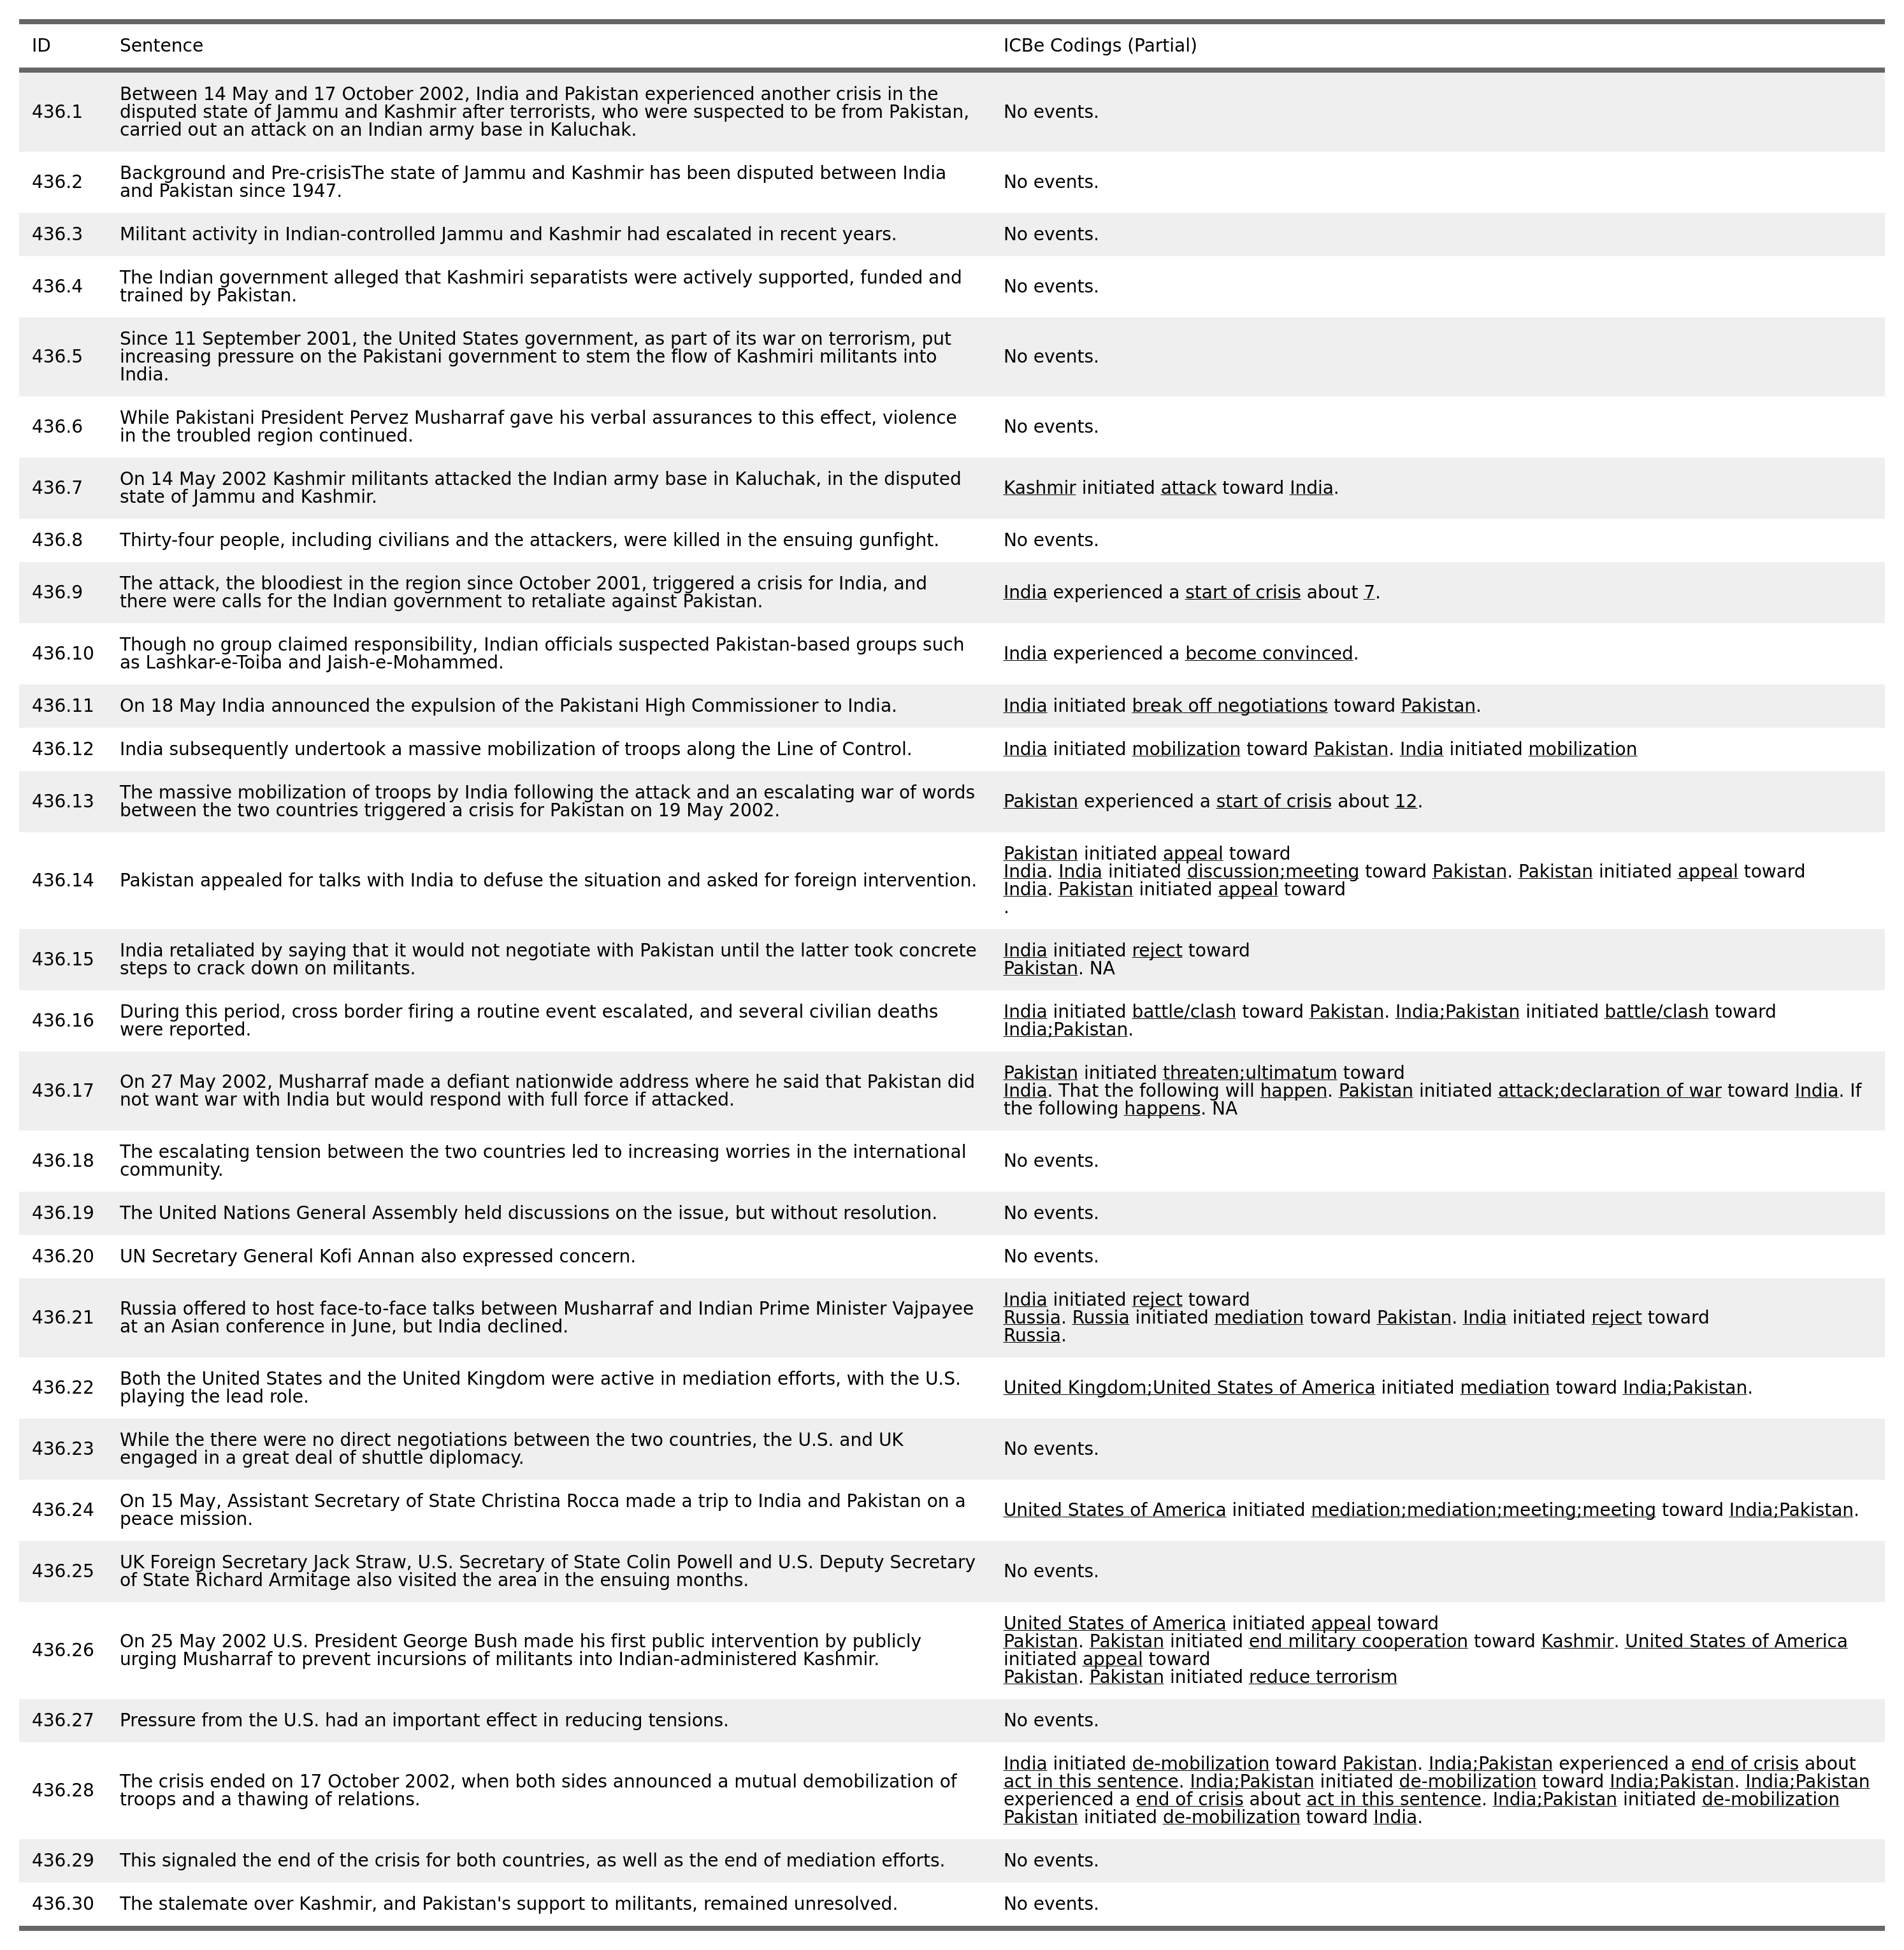 ID Sentence ICBe Codings (Partial)
436.1 Between 14 May and 17 October 2002, India and Pakistan experienced another crisis in the
disputed state of Jammu and Kashmir after terrorists, who were suspected to be from Pakistan,
carried out an attack on an Indian army base in Kaluchak.
No events.
436.2 Background and Pre-crisisThe state of Jammu and Kashmir has been disputed between India
and Pakistan since 1947.
No events.
436.3 Militant activity in Indian-controlled Jammu and Kashmir had escalated in recent years. No events.
436.4 The Indian government alleged that Kashmiri separatists were actively supported, funded and
trained by Pakistan.
No events.
436.5 Since 11 September 2001, the United States government, as part of its war on terrorism, put
increasing pressure on the Pakistani government to stem the flow of Kashmiri militants into
India.
No events.
436.6 While Pakistani President Pervez Musharraf gave his verbal assurances to this effect, violence
in the troubled region continued.
No events.
436.7 On 14 May 2002 Kashmir militants attacked the Indian army base in Kaluchak, in the disputed
state of Jammu and Kashmir.
Kashmir initiated attack toward India.
436.8 Thirty-four people, including civilians and the attackers, were killed in the ensuing gunfight. No events.
436.9 The attack, the bloodiest in the region since October 2001, triggered a crisis for India, and
there were calls for the Indian government to retaliate against Pakistan.
India experienced a start of crisis about 7.
436.10 Though no group claimed responsibility, Indian officials suspected Pakistan-based groups such
as Lashkar-e-Toiba and Jaish-e-Mohammed.
India experienced a become convinced.
436.11 On 18 May India announced the expulsion of the Pakistani High Commissioner to India. India initiated break off negotiations toward Pakistan.
436.12 India subsequently undertook a massive mobilization of troops along the Line of Control. India initiated mobilization toward Pakistan. India initiated mobilization
436.13 The massive mobilization of troops by India following the attack and an escalating war of words
between the two countries triggered a crisis for Pakistan on 19 May 2002.
Pakistan experienced a start of crisis about 12.
436.14 Pakistan appealed for talks with India to defuse the situation and asked for foreign intervention.
Pakistan initiated appeal toward
India. India initiated discussion;meeting toward Pakistan. Pakistan initiated appeal toward
India. Pakistan initiated appeal toward
.
436.15 India retaliated by saying that it would not negotiate with Pakistan until the latter took concrete
steps to crack down on militants.
India initiated reject toward
Pakistan. NA
436.16 During this period, cross border firing a routine event escalated, and several civilian deaths
were reported.
India initiated battle/clash toward Pakistan. India;Pakistan initiated battle/clash toward
India;Pakistan.
436.17 On 27 May 2002, Musharraf made a defiant nationwide address where he said that Pakistan did
not want war with India but would respond with full force if attacked.
Pakistan initiated threaten;ultimatum toward
India. That the following will happen. Pakistan initiated attack;declaration of war toward India. If
the following happens. NA
436.18 The escalating tension between the two countries led to increasing worries in the international
community.
No events.
436.19 The United Nations General Assembly held discussions on the issue, but without resolution. No events.
436.20 UN Secretary General Kofi Annan also expressed concern. No events.
436.21 Russia offered to host face-to-face talks between Musharraf and Indian Prime Minister Vajpayee
at an Asian conference in June, but India declined.
India initiated reject toward
Russia. Russia initiated mediation toward Pakistan. India initiated reject toward
Russia.
436.22 Both the United States and the United Kingdom were active in mediation efforts, with the U.S.
playing the lead role.
United Kingdom;United States of America initiated mediation toward India;Pakistan.
436.23 While the there were no direct negotiations between the two countries, the U.S. and UK
engaged in a great deal of shuttle diplomacy.
No events.
436.24 On 15 May, Assistant Secretary of State Christina Rocca made a trip to India and Pakistan on a
peace mission.
United States of America initiated mediation;mediation;meeting;meeting toward India;Pakistan.
436.25 UK Foreign Secretary Jack Straw, U.S. Secretary of State Colin Powell and U.S. Deputy Secretary
of State Richard Armitage also visited the area in the ensuing months.
No events.
436.26 On 25 May 2002 U.S. President George Bush made his first public intervention by publicly
urging Musharraf to prevent incursions of militants into Indian-administered Kashmir.
United States of America initiated appeal toward
Pakistan. Pakistan initiated end military cooperation toward Kashmir. United States of America
initiated appeal toward
Pakistan. Pakistan initiated reduce terrorism
436.27 Pressure from the U.S. had an important effect in reducing tensions. No events.
436.28 The crisis ended on 17 October 2002, when both sides announced a mutual demobilization of
troops and a thawing of relations.
India initiated de-mobilization toward Pakistan. India;Pakistan experienced a end of crisis about
act in this sentence. India;Pakistan initiated de-mobilization toward India;Pakistan. India;Pakistan
experienced a end of crisis about act in this sentence. India;Pakistan initiated de-mobilization
Pakistan initiated de-mobilization toward India.
436.29 This signaled the end of the crisis for both countries, as well as the end of mediation efforts. No events.
436.30 The stalemate over Kashmir, and Pakistan's support to militants, remained unresolved. No events.